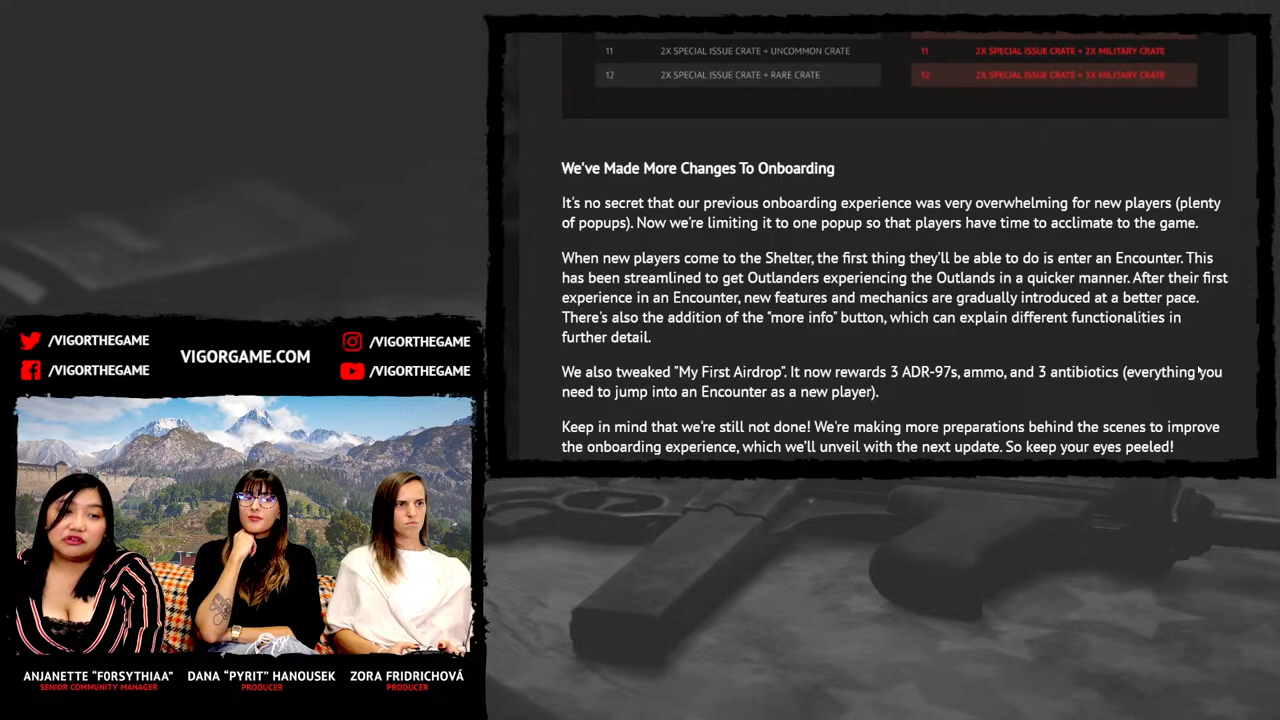 11 2X SPECIAL ISSUE CRATE + UNCOMMON CRATE 11 2X SPECIAL ISSUE CRATE + 2X MILITARY CRATE
12 2X SPECIAL ISSUE CRATE + RARE CRATE 12 2X SPECIAL ISSUE CRATE + 3X MILITARY CRATE
We've Made More Changes To Onboarding
It's no secret that our previous onboarding experience was very overwhelming for new players (plenty
of popups). Now we're limiting it to one popup so that players have time to acclimate to the game.
When new players come to the Shelter, the first thing they'll be able to do is enter an Encounter. This
has been streamlined to get Outlanders experiencing the Outlands in a quicker manner. After their first
experience in an Encounter, new features and mechanics are gradually introduced at a better pace.
There's also the addition of the "more info" button, which can explain different functionalities in
further detail.
We also tweaked "My First Airdrop". It now rewards 3 ADR-97s, ammo, and 3 antibiotics (everything you
need to jump into an Encounter as a new player).
Keep in mind that we're still not done! We're making more preparations behind the scenes to improve
the onboarding experience, which we'll unveil with the next update. So keep your eyes peeled!
/VIGORTHEGAME
/VIGORTHEGAME
VIGORGAME.COM
/VIGORTHEGAME
/VIGORTHEGAME
ANJANETTE "F0RSYTHIAA"
SENIOR COMMUNITY MANAGER
DANA "PYRIT" HANOUSEK
PRODUCER
ZORA FRIDRICHOVÁ
PRODUCER